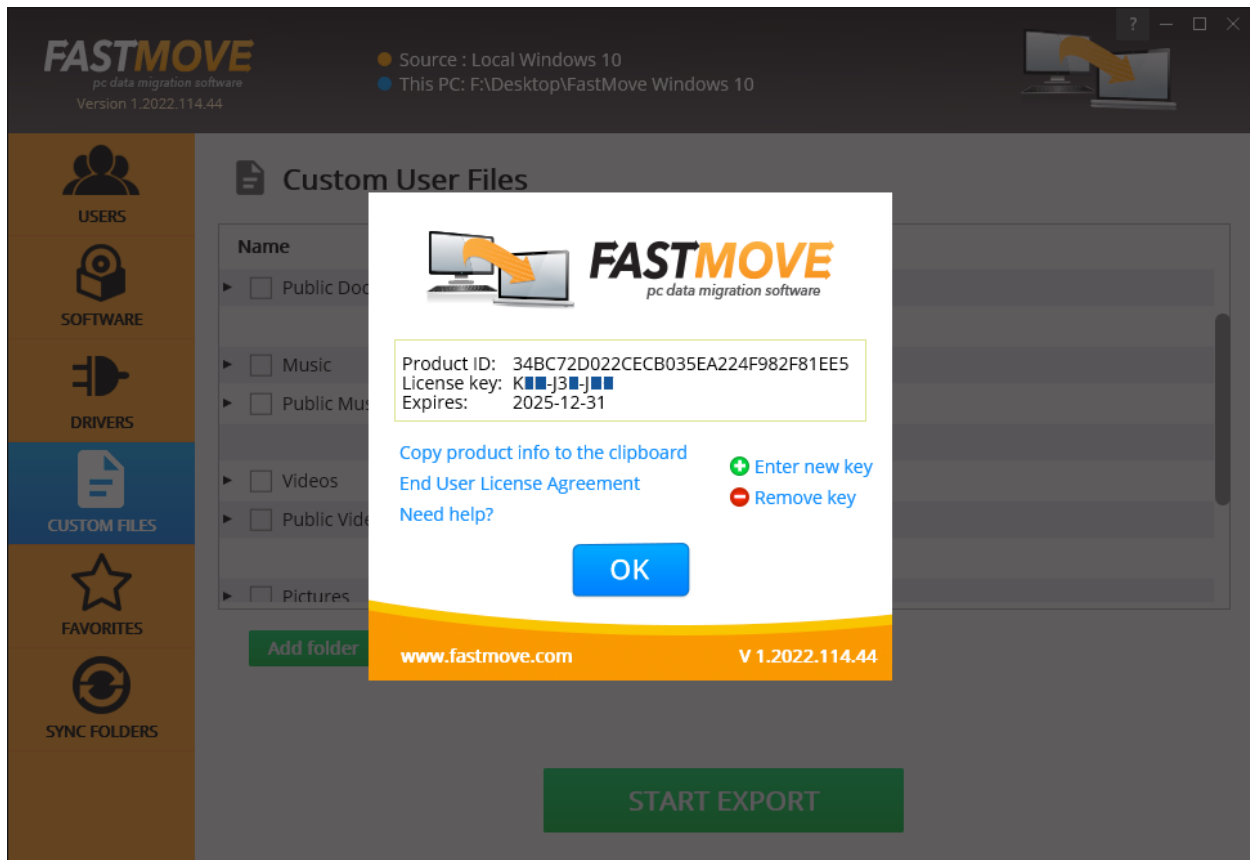 FASTMOVE
pc data migration software
Version 1.2022.114.44
Source : Local Windows 10
This PC: F:\Desktop\FastMove Windows 10
?
USERS
SOFTWARE
DRIVERS
CUSTOM FILES
FAVORITES
SYNC FOLDERS
Custom User Files
Name
Public
Music
Public
Videos
Public
Pictures
Add folder
START EXPORT
FASTMOVE
pc data migration software
Product ID: 34BC72D022CECB035EA224F982F81EE5
License key: K -J3 -J
Expires: 2025-12-31
Copy product info to the clipboard
End User License Agreement
Need help?
Enter new key
Remove key
OK
www.fastmove.com
V 1.2022.114.44